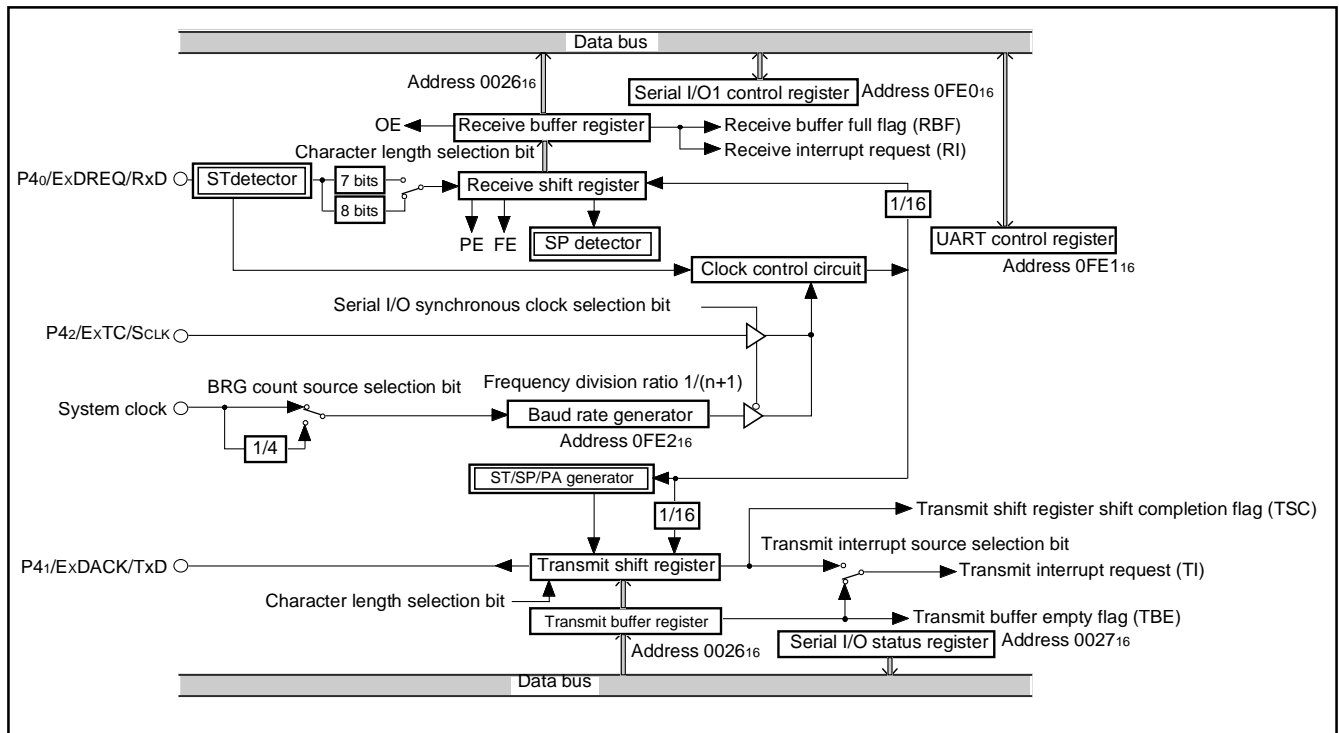 Data bus
Address 002616
Serial I/O1 control register
Address 0FE016
OE
Receive buffer register
Receive buffer full flag (RBF)
Character length selection bit
Receive interrupt request (RI)
P40/EXDREQ/RxD
STdetector
7 bits
Receive shift register
8 bits
1/16
PE FE
SP detector
UART control register
Address 0FE116
Clock control circuit
Serial I/O synchronous clock selection bit
P42/EXTC/SCLK
BRG count source selection bit
Frequency division ratio 1/(n+1)
System clock
Baud rate generator
Address 0FE216
1/4
ST/SP/PA generator
1/16
Transmit shift register shift completion flag (TSC)
Transmit interrupt source selection bit
P41/EXDACK/TxD
Transmit shift register
Transmit interrupt request (TI)
Character length selection bit
Transmit buffer register
Transmit buffer empty flag (TBE)
Address 002616
Serial I/O status register
Address 002716
Data bus